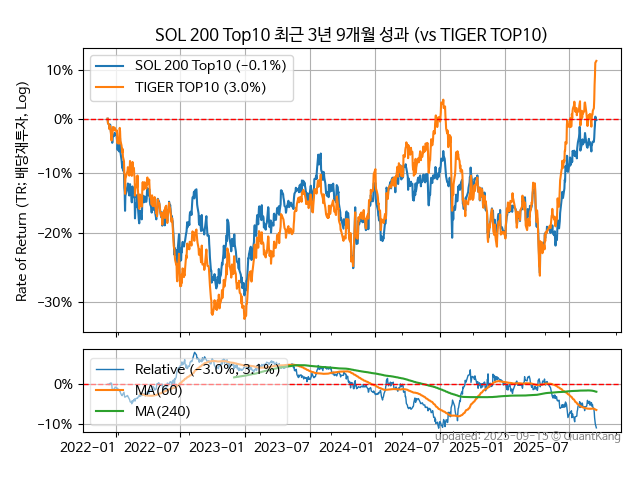 SOL 200 Top10 최근 3년 9개월 성과 (vs TIGER TOP10)
SOL 200 Top10 (−0.1%)
TIGER TOP10 (3.0%)
10%
0%
−10%
−20%
−30%
Rate of Return (TR: 배당재투자, Log)
Relative (−3.0%, 3.1%)
MA(60)
MA(240)
0%
−10%
2022−01
2022−07
2023−01
2023−07
2024−01
2024−07
2025−01
2025−07
updated: 2025-09-15 © QuantKang